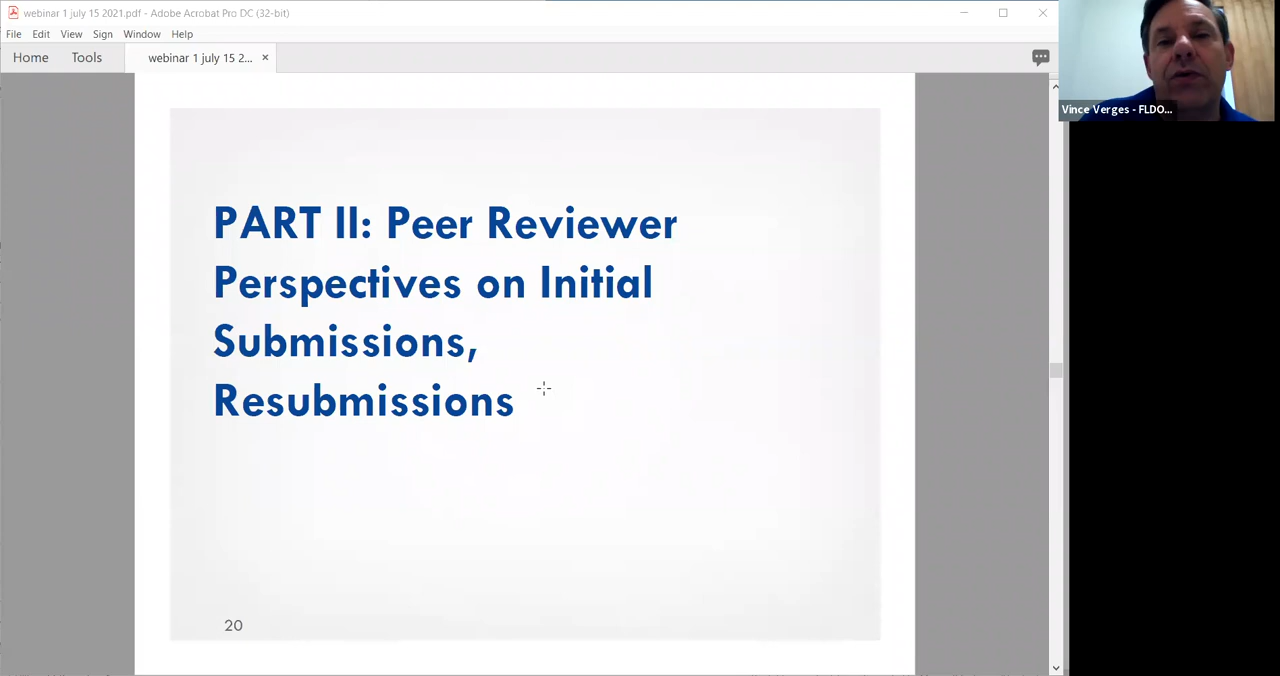 webinar 1 july 15 2021.pdf - Adobe Acrobat Pro DC (32-bit)
File Edit View Sign Window Help
Home Tools webinar 1 july 15 2... ×
Vince Verges - FLDO...
PART II: Peer Reviewer
Perspectives on Initial
Submissions,
Resubmissions
20